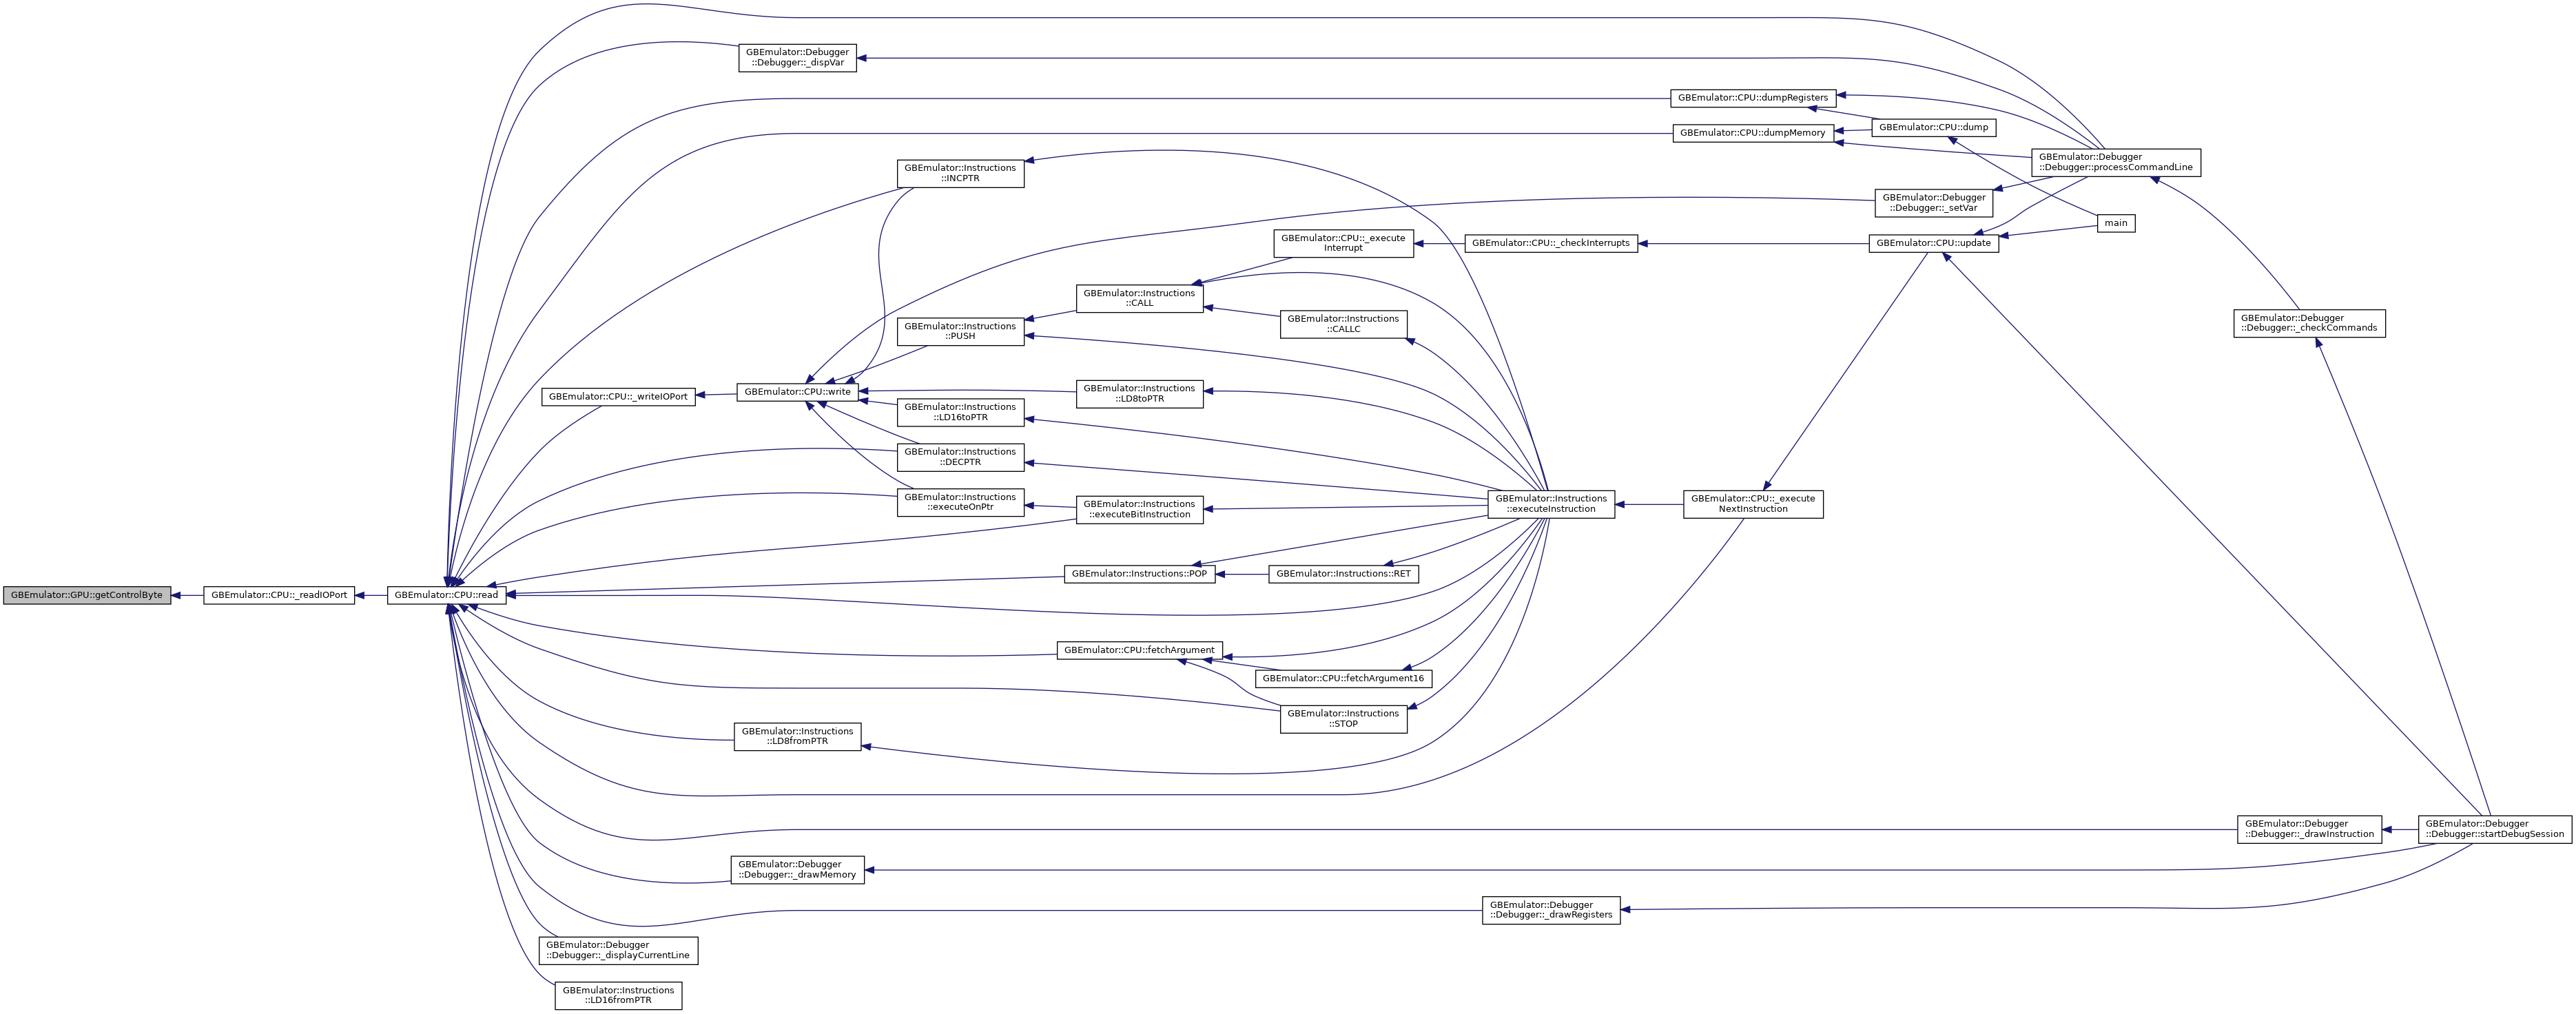 GBEmulator::Debugger
::Debugger::_dispVar
GBEmulator::CPU::dumpRegisters
GBEmulator::CPU::dump
GBEmulator::CPU::dumpMemory
GBEmulator::Debugger
::Debugger::processCommandLine
GBEmulator::Instructions
::INCPTR
GBEmulator::Debugger
::Debugger::_setVar
main
GBEmulator::CPU::_execute
Interrupt
GBEmulator::CPU::_checkInterrupts
GBEmulator::CPU::update
GBEmulator::Instructions
::CALL
GBEmulator::Instructions
::CALLC
GBEmulator::Debugger
::Debugger::_checkCommands
GBEmulator::Instructions
::PUSH
GBEmulator::CPU::_writeIOPort
GBEmulator::CPU::write
GBEmulator::Instructions
::LD8toPTR
GBEmulator::Instructions
::LD16toPTR
GBEmulator::Instructions
::DECPTR
GBEmulator::Instructions
::executeOnPtr
GBEmulator::Instructions
::executeBitInstruction
GBEmulator::Instructions
::executeInstruction
GBEmulator::CPU::_execute
NextInstruction
GBEmulator::Instructions::POP
GBEmulator::Instructions::RET
GBEmulator::GPU::getControlByte
GBEmulator::CPU::_readIOPort
GBEmulator::CPU::read
GBEmulator::CPU::fetchArgument
GBEmulator::CPU::fetchArgument16
GBEmulator::Instructions
::STOP
GBEmulator::Instructions
::LD8fromPTR
GBEmulator::Debugger
::Debugger::_drawInstruction
GBEmulator::Debugger
::Debugger::startDebugSession
GBEmulator::Debugger
::Debugger::_drawMemory
GBEmulator::Debugger
::Debugger::_drawRegisters
GBEmulator::Debugger
::Debugger::_displayCurrentLine
GBEmulator::Instructions
::LD16fromPTR